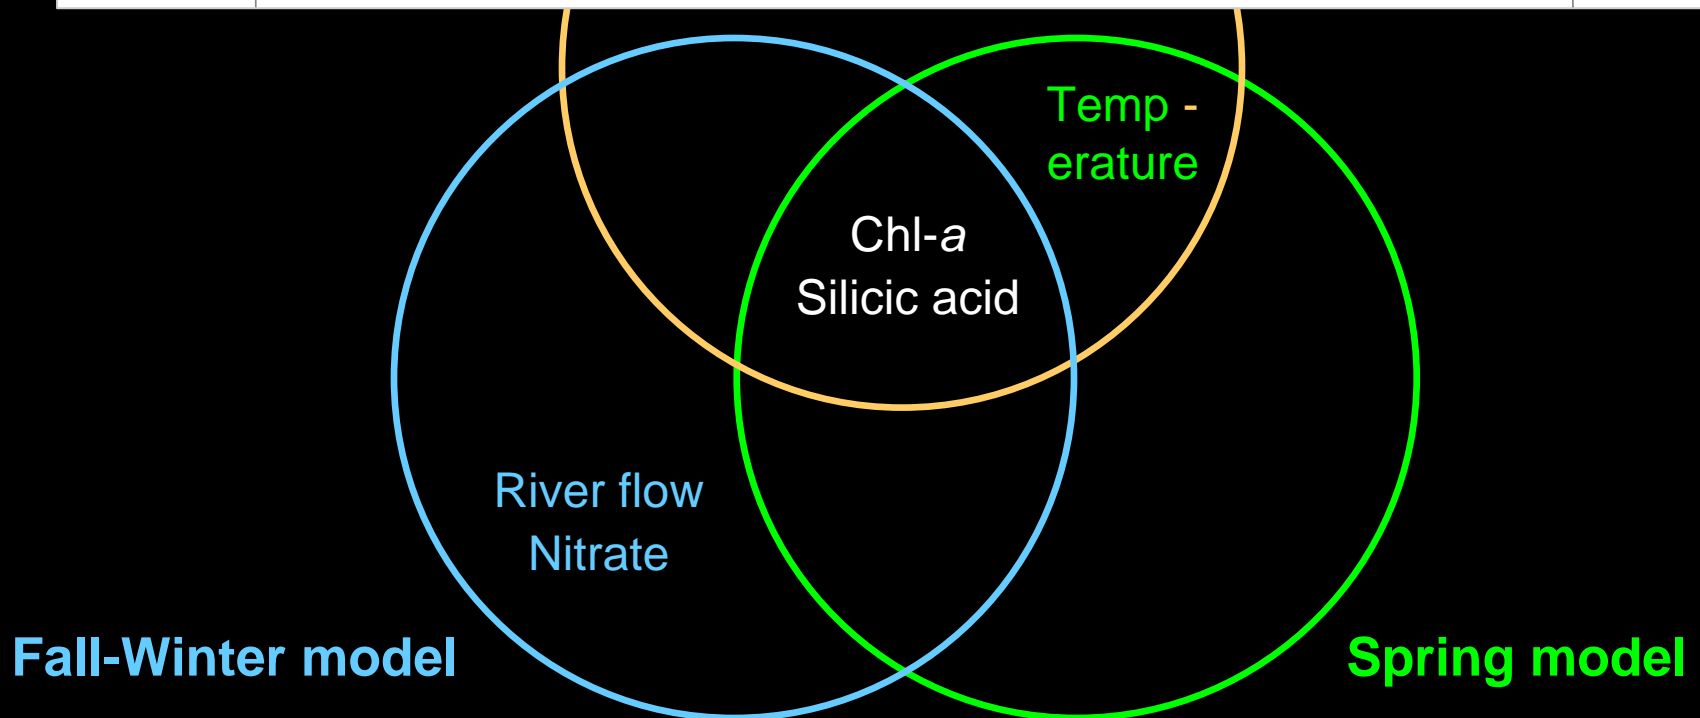 Temp -
erature
Chl-a
Silicic acid
River flow
Nitrate
Fall-Winter model
Spring model